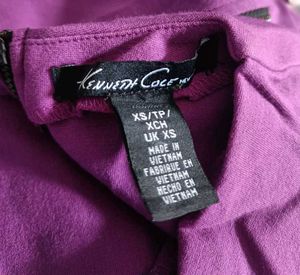 KENNETH COLE
XS/TP/
XCH
UK XS
MADE IN
VIETNAM
FABRIQUE EN
VIETNAM
HECHO EN
VIETNAM